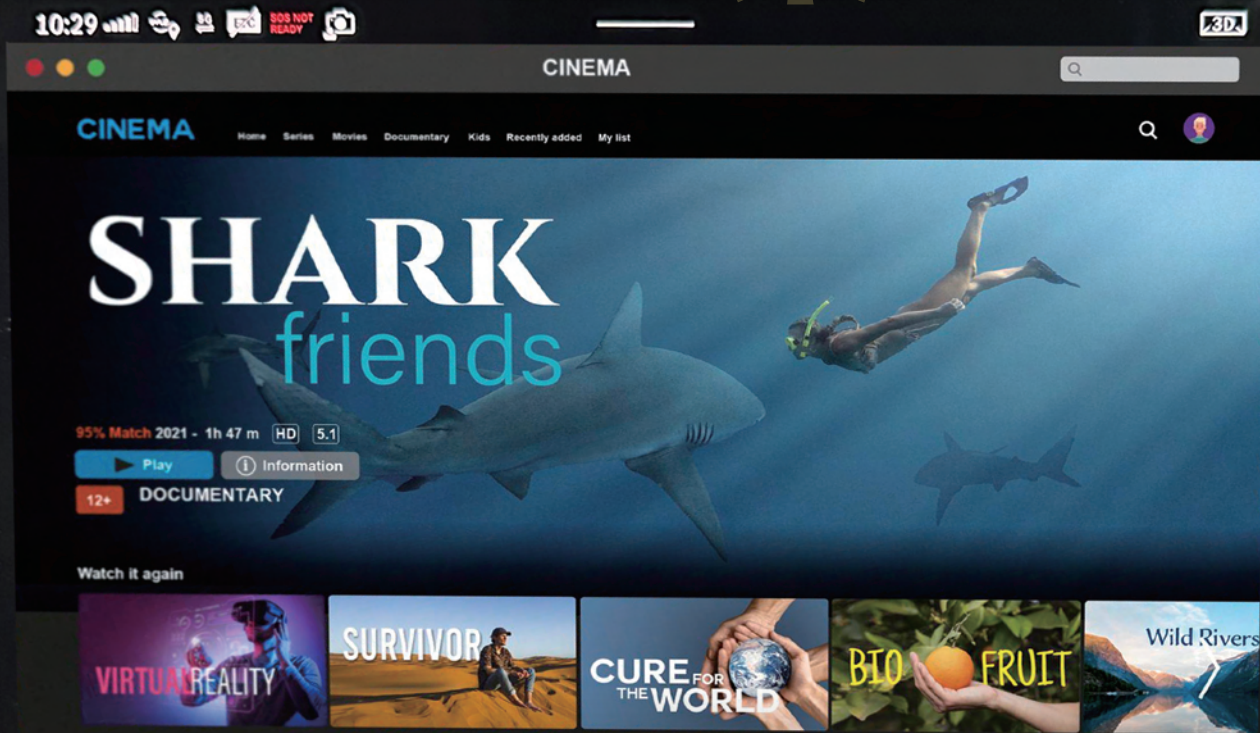 10:29
SOS NOT
READY
3D
CINEMA
CINEMA
Home Series Movies Documentary Kids Recently added My list
SHARK
friends
95% Match 2021 - 1h 47 m HD 5.1
Play Information
12+ DOCUMENTARY
Watch it again
VIRTUALREALITY
SURVIVOR
CURE FOR
THE WORLD
BIO FRUIT
Wild Rivers